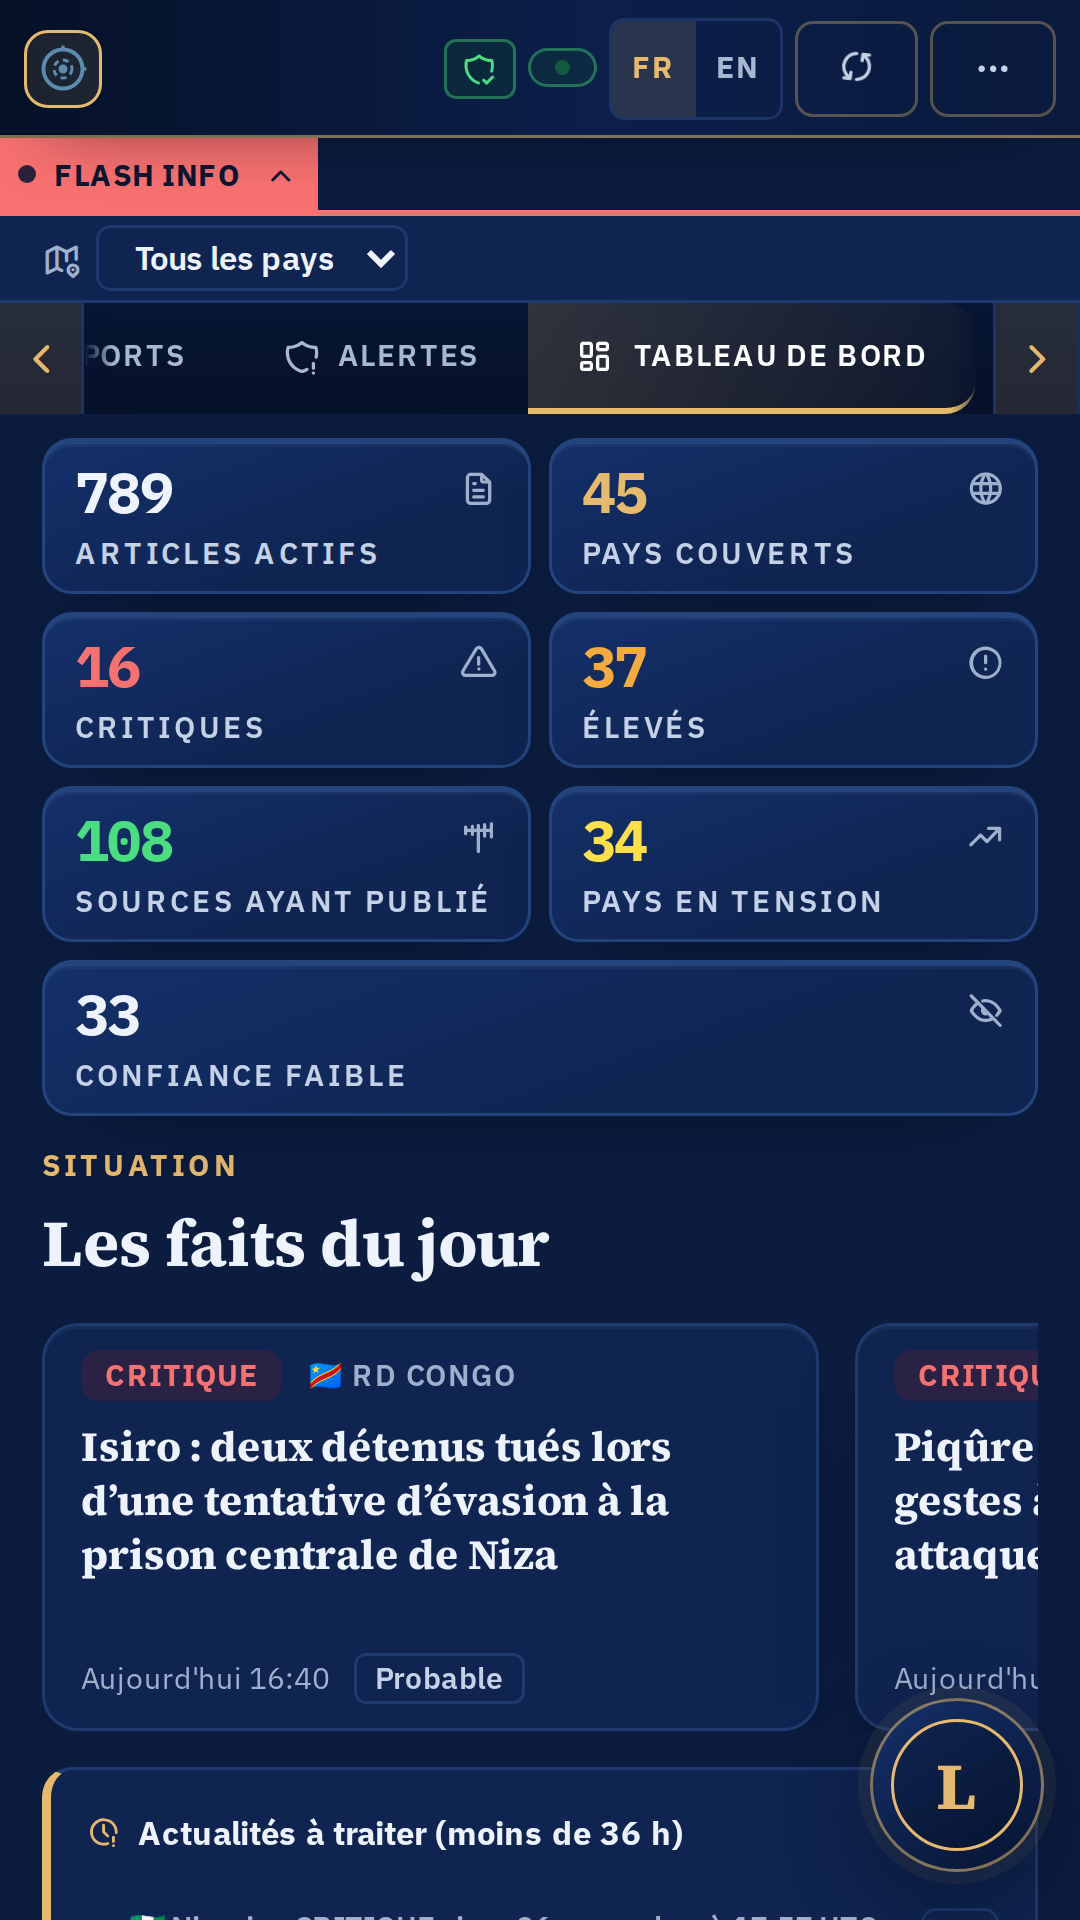 FR EN
FLASH INFO
Tous les pays
PORTS ALERTES TABLEAU DE BORD
789
ARTICLES ACTIFS
45
PAYS COUVERTS
16
CRITIQUES
37
ÉLEVÉS
108
SOURCES AYANT PUBLIÉ
34
PAYS EN TENSION
33
CONFIANCE FAIBLE
SITUATION
Les faits du jour
CRITIQUE RD CONGO
Isiro : deux détenus tués lors
d’une tentative d’évasion à la
prison centrale de Niza
Aujourd'hui 16:40 Probable
CRITIQU
Piqûre
gestes
attaque
Aujourd'hu
L
Actualités à traiter (moins de 36 h)